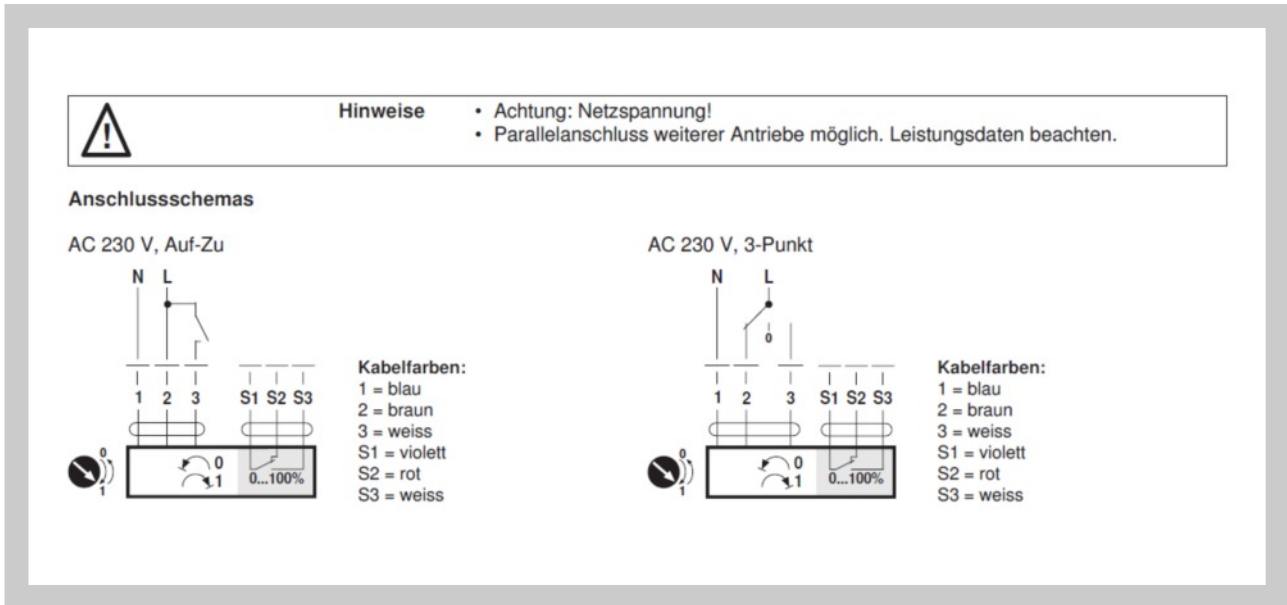 Hinweise
• Achtung: Netzspannung!
• Parallelanschluss weiterer Antriebe möglich. Leistungsdaten beachten.
Anschlussschemas
AC 230 V, Auf-Zu
N L
1 2 3 S1 S2 S3
0
1
0
1
0...100%
Kabelfarben:
1 = blau
2 = braun
3 = weiss
S1 = violett
S2 = rot
S3 = weiss
AC 230 V, 3-Punkt
N L
0
1 2 3 S1 S2 S3
0
1
0
1
0...100%
Kabelfarben:
1 = blau
2 = braun
3 = weiss
S1 = violett
S2 = rot
S3 = weiss